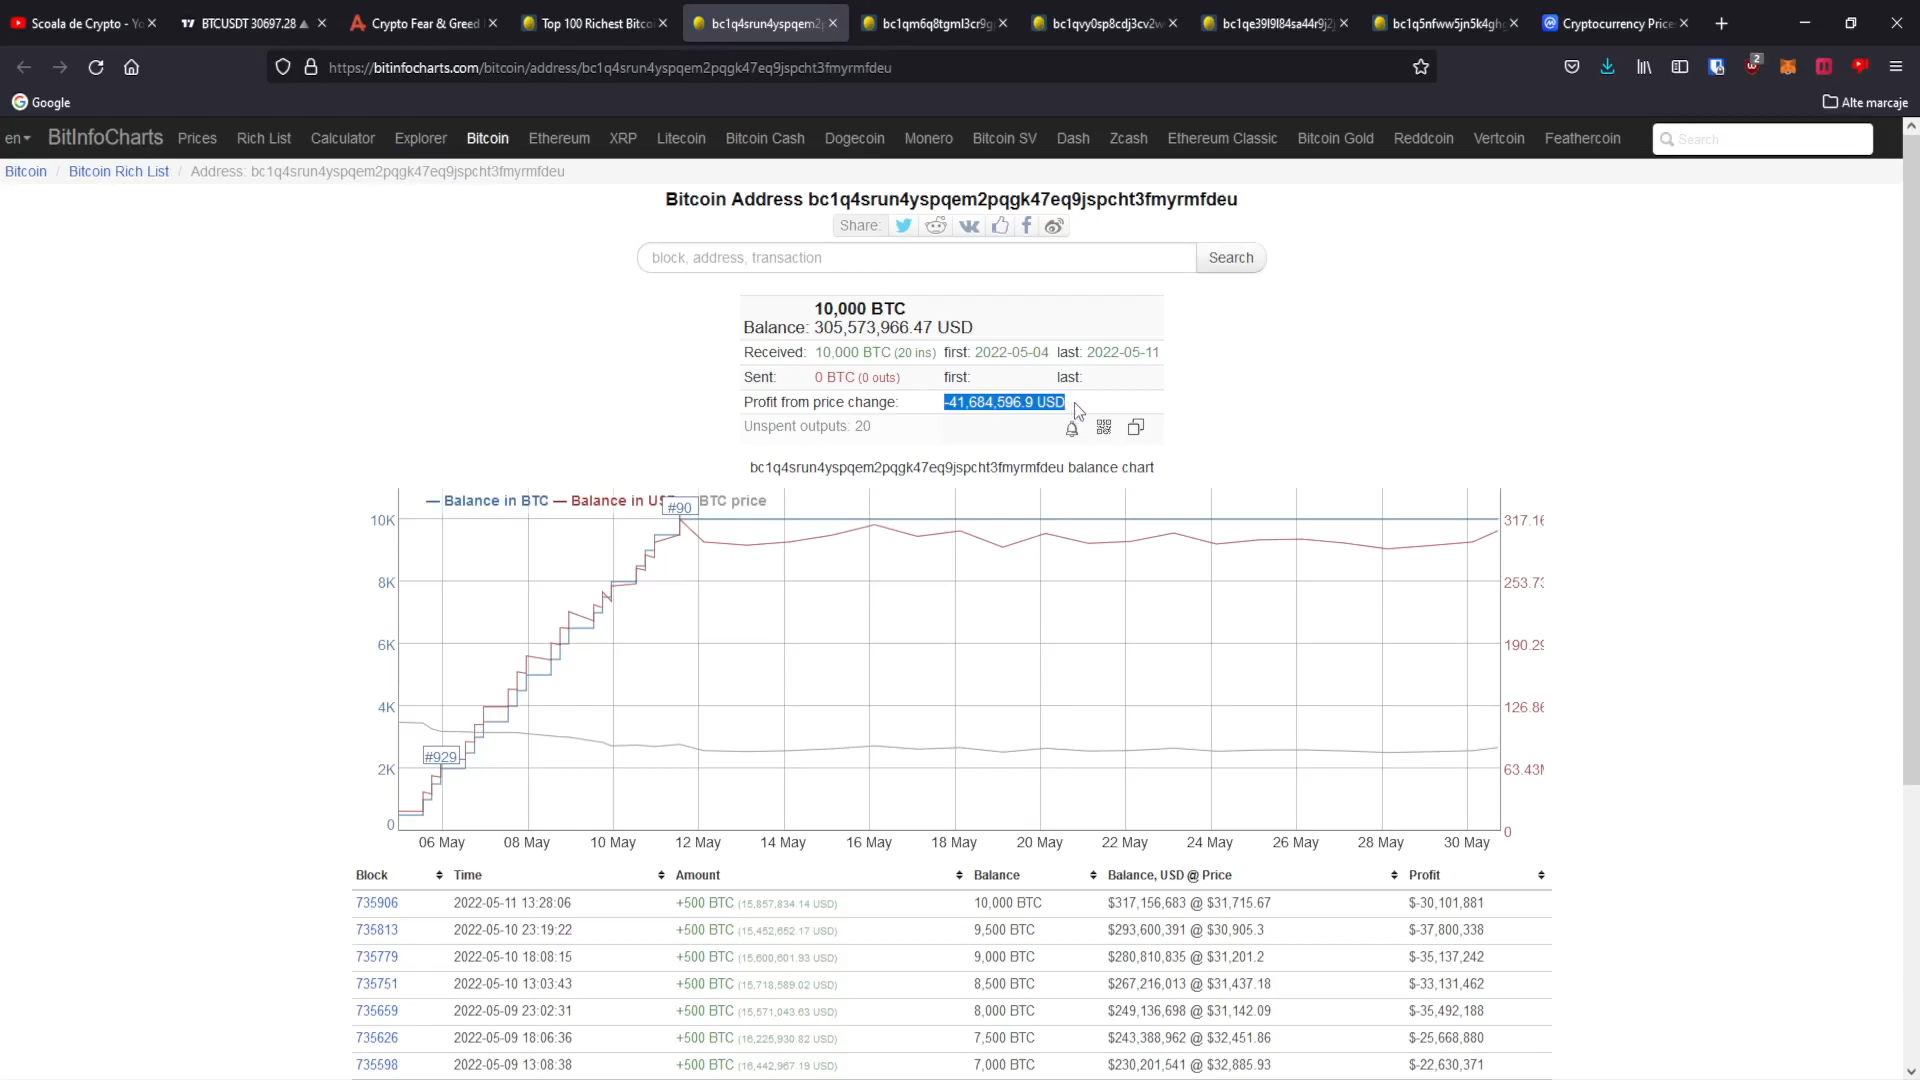 Scoala de Crypto - Yo
BTCUSDT 30697.28 ▲
Crypto Fear & Greed
Top 100 Richest Bitco
bc1q4srun4yspqem2p
bc1qm6q8tgml3cr9g
bc1qvy0sp8cdj3cv2w
bc1qe39l9l84sa44r9j2j
bc1q5nfww5jn5k4ghg
Cryptocurrency Price
https://bitinfocharts.com/bitcoin/address/bc1q4srun4yspqem2pqgk47eq9jspcht3fmyrmfdeu
2
Google
Alte marcaje
en BitInfoCharts Prices Rich List Calculator Explorer Bitcoin Ethereum XRP Litecoin Bitcoin Cash Dogecoin Monero Bitcoin SV Dash Zcash Ethereum Classic Bitcoin Gold Reddcoin Vertcoin Feathercoin Search
Bitcoin / Bitcoin Rich List / Address: bc1q4srun4yspqem2pqgk47eq9jspcht3fmyrmfdeu
Bitcoin Address bc1q4srun4yspqem2pqgk47eq9jspcht3fmyrmfdeu
Share:
block, address, transaction Search
10,000 BTC
Balance: 305,573,966.47 USD
Received: 10,000 BTC (20 ins) first: 2022-05-04 last: 2022-05-11
Sent: 0 BTC (0 outs) first: last:
Profit from price change: -41,684,596.9 USD
Unspent outputs: 20
bc1q4srun4yspqem2pqgk47eq9jspcht3fmyrmfdeu balance chart
Balance in BTC Balance in US BTC price
#90
#929
10K
8K
6K
4K
2K
0
317.16
253.73
190.29
126.86
63.43M
0
06 May 08 May 10 May 12 May 14 May 16 May 18 May 20 May 22 May 24 May 26 May 28 May 30 May
Block Time Amount Balance Balance, USD @ Price Profit
735906 2022-05-11 13:28:06 +500 BTC (15,857,834.14 USD) 10,000 BTC $317,156,683 @ $31,715.67 $-30,101,881
735813 2022-05-10 23:19:22 +500 BTC (15,452,652.17 USD) 9,500 BTC $293,600,391 @ $30,905.3 $-37,800,338
735779 2022-05-10 18:08:15 +500 BTC (15,600,601.93 USD) 9,000 BTC $280,810,835 @ $31,201.2 $-35,137,242
735751 2022-05-10 13:03:43 +500 BTC (15,718,589.02 USD) 8,500 BTC $267,216,013 @ $31,437.18 $-33,131,462
735659 2022-05-09 23:02:31 +500 BTC (15,571,043.63 USD) 8,000 BTC $249,136,698 @ $31,142.09 $-35,492,188
735626 2022-05-09 18:06:36 +500 BTC (16,225,930.82 USD) 7,500 BTC $243,388,962 @ $32,451.86 $-25,668,880
735598 2022-05-09 13:08:38 +500 BTC (16,442,967.19 USD) 7,000 BTC $230,201,541 @ $32,885.93 $-22,630,371